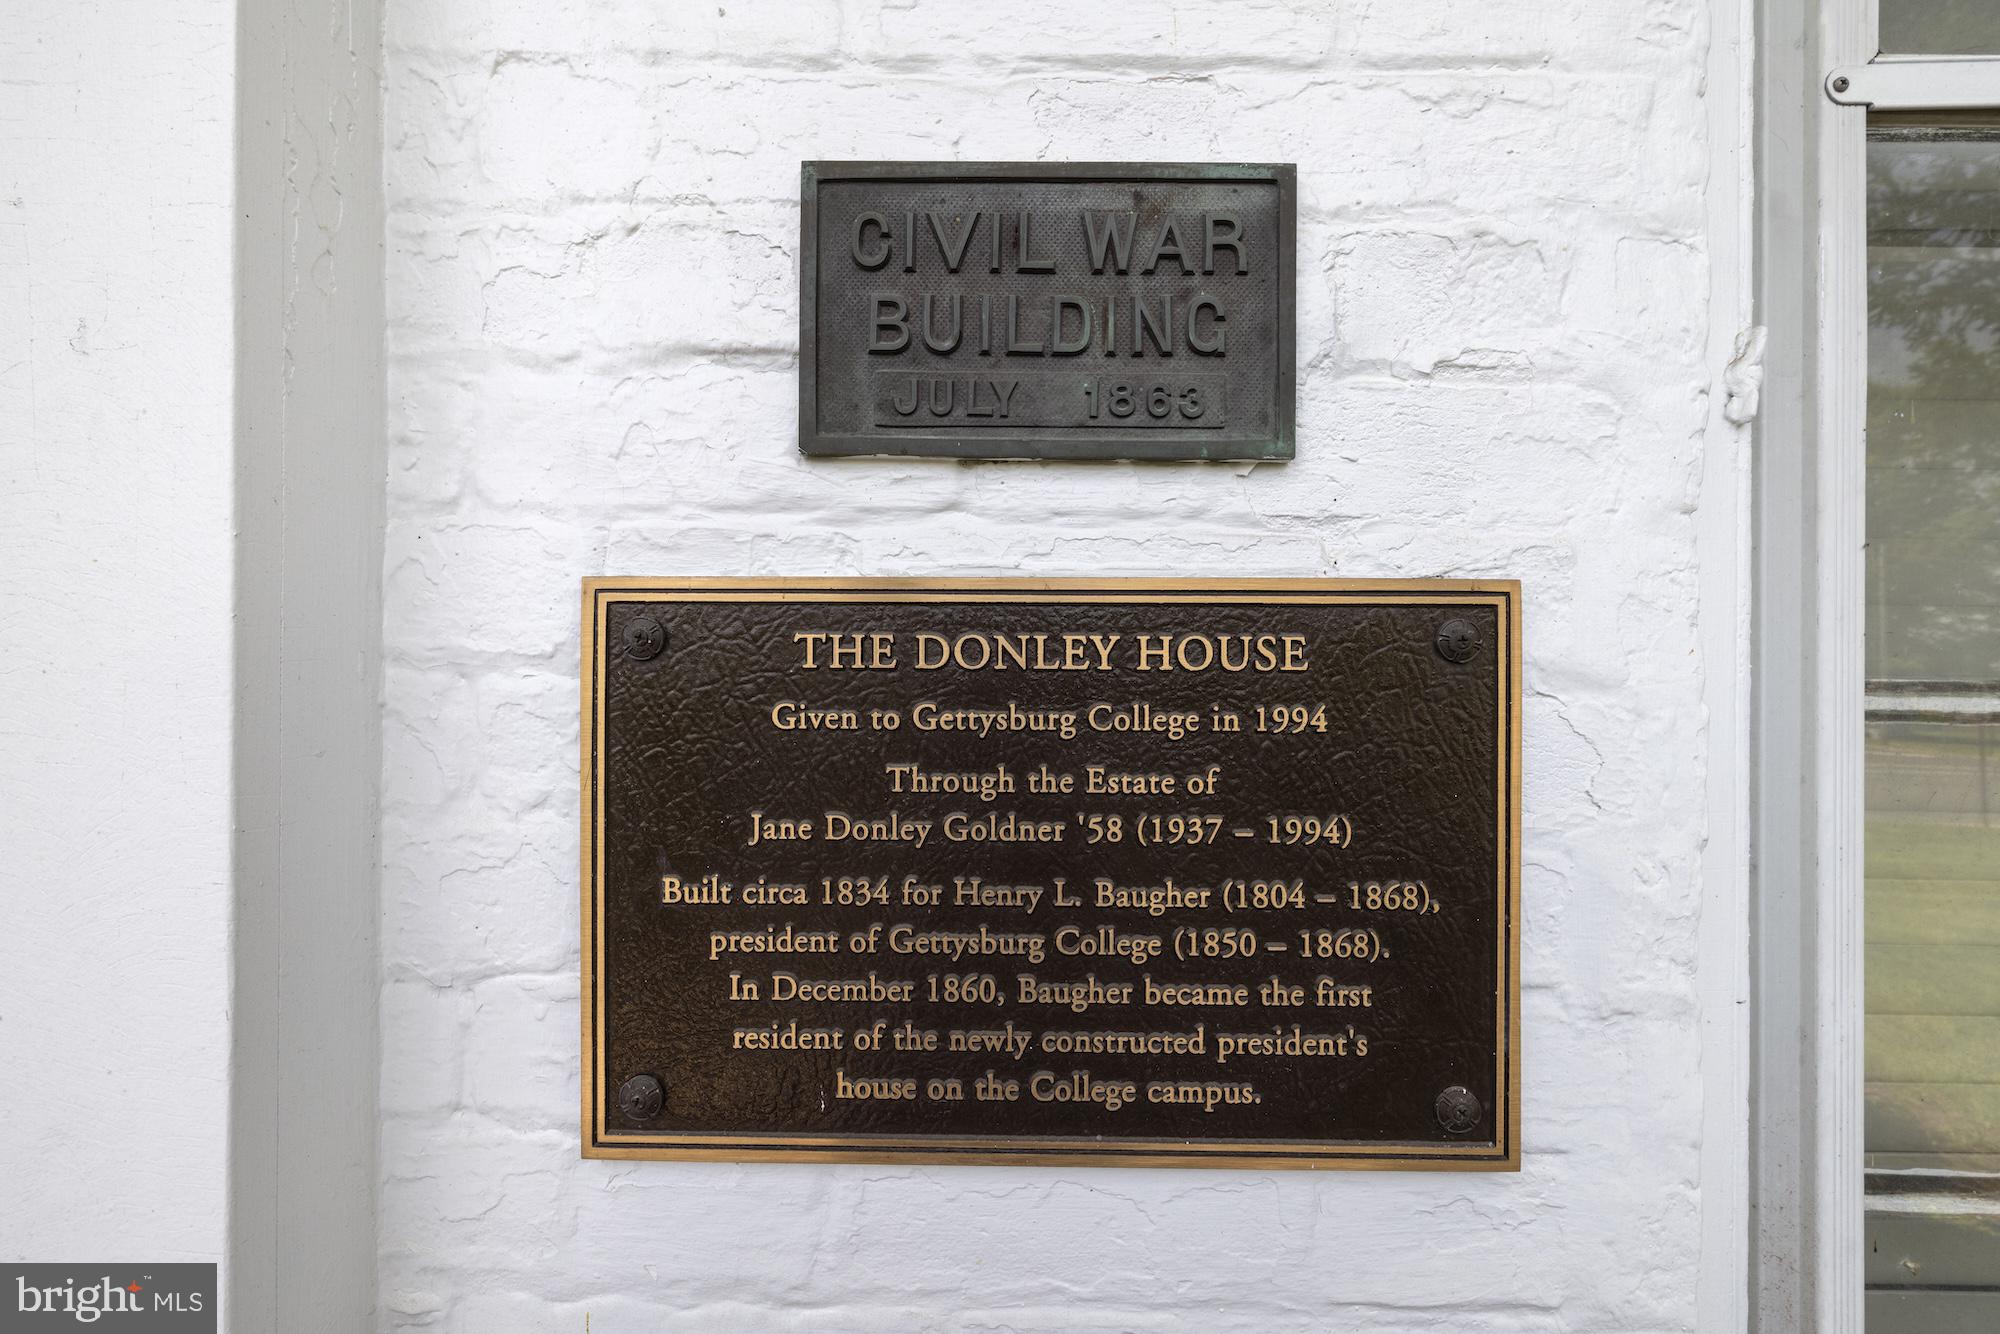 CIVIL WAR
BUILDING
JULY 1863
THE DONLEY HOUSE
Given to Gettysburg College in 1994
Through the Estate of
Jane Donley Goldner '58 (1937 – 1994)
Built circa 1834 for Henry L. Baugher (1804 – 1868),
president of Gettysburg College (1850 – 1868).
In December 1860, Baugher became the first
resident of the newly constructed president's
house on the College campus.
bright™ MLS